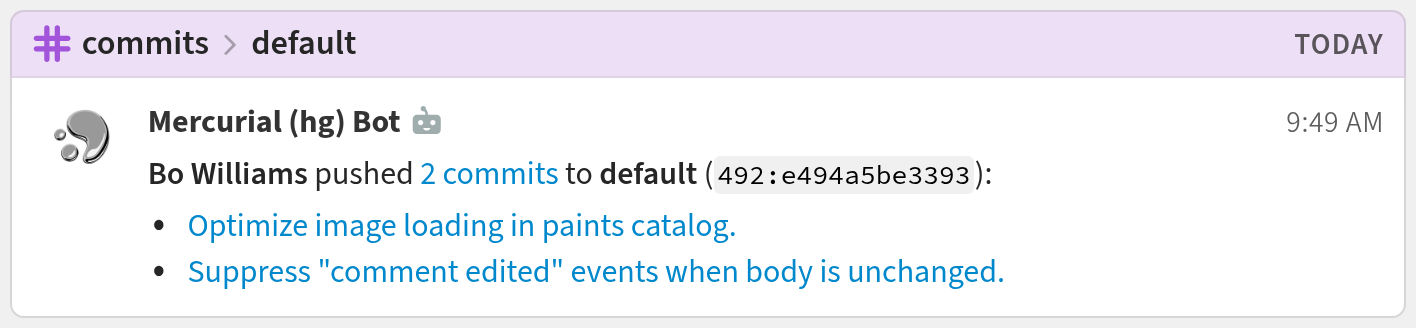 commits > default TODAY
Mercurial (hg) Bot 9:49 AM
Bo Williams pushed 2 commits to default (492:e494a5be3393):
• Optimize image loading in paints catalog.
• Suppress "comment edited" events when body is unchanged.